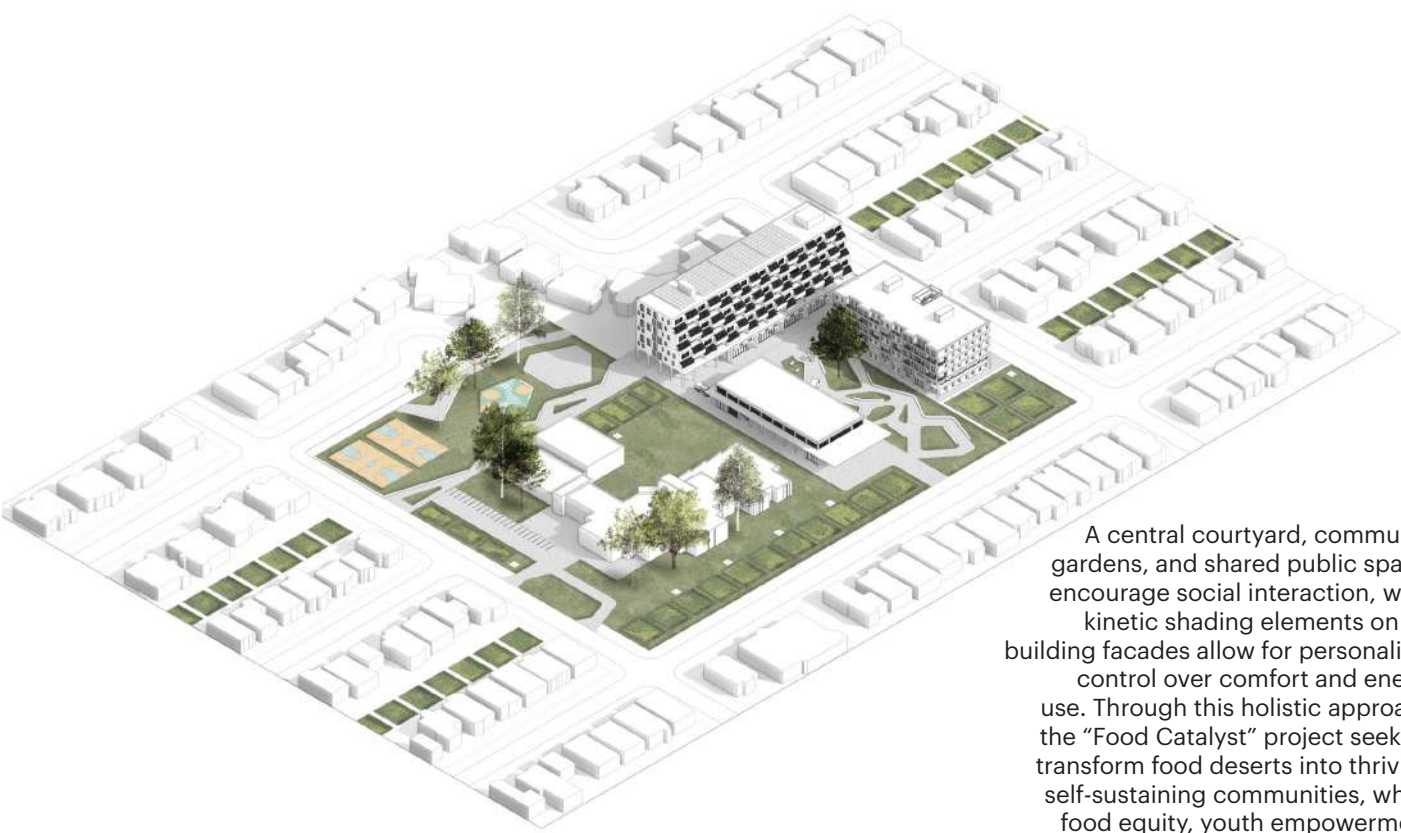 A central courtyard, commu
gardens, and shared public spa
encourage social interaction, w
kinetic shading elements on
building facades allow for personali
control over comfort and ene
use. Through this holistic approa
the “Food Catalyst” project seek
transform food deserts into thriv
self-sustaining communities, wh
food equity, youth empowerme